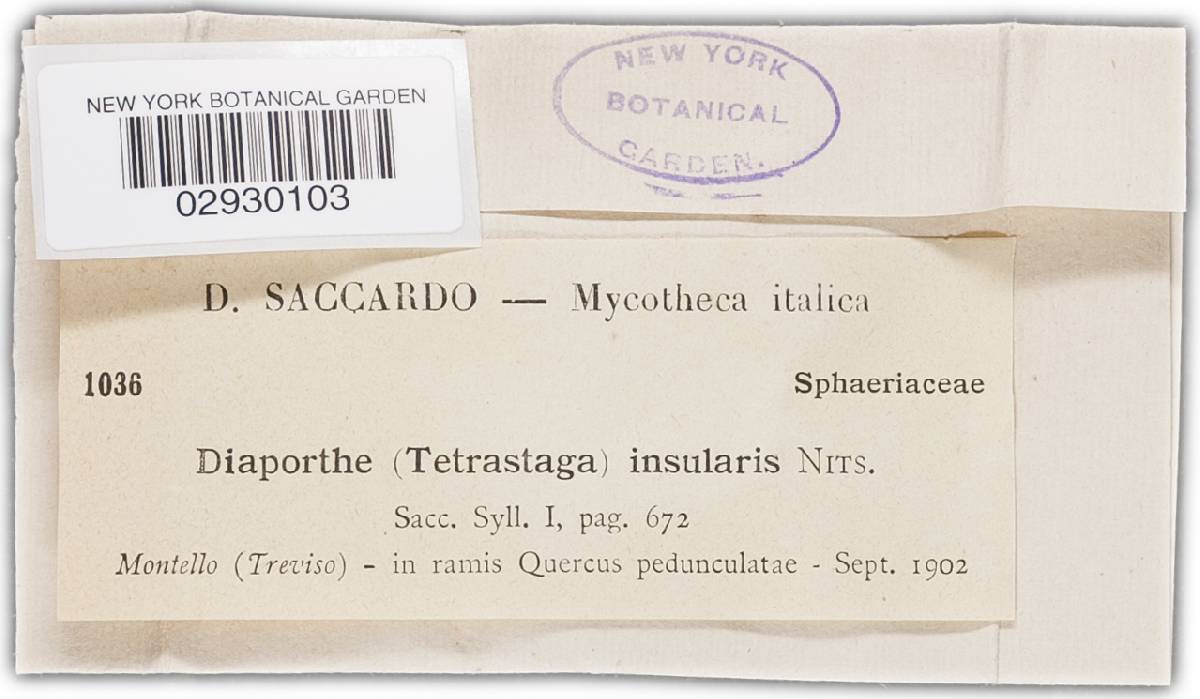 NEW YORK BOTANICAL GARDEN
02930103
NEW YORK
BOTANICAL
GARDEN.
D. SACCARDO — Mycotheca italica
1036
Sphaeriaceae
Diaporthe (Tetrastaga) insularis NITS.
Sacc. Syll. I, pag. 672
Montello (Treviso) - in ramis Quercus pedunculatae - Sept. 1902